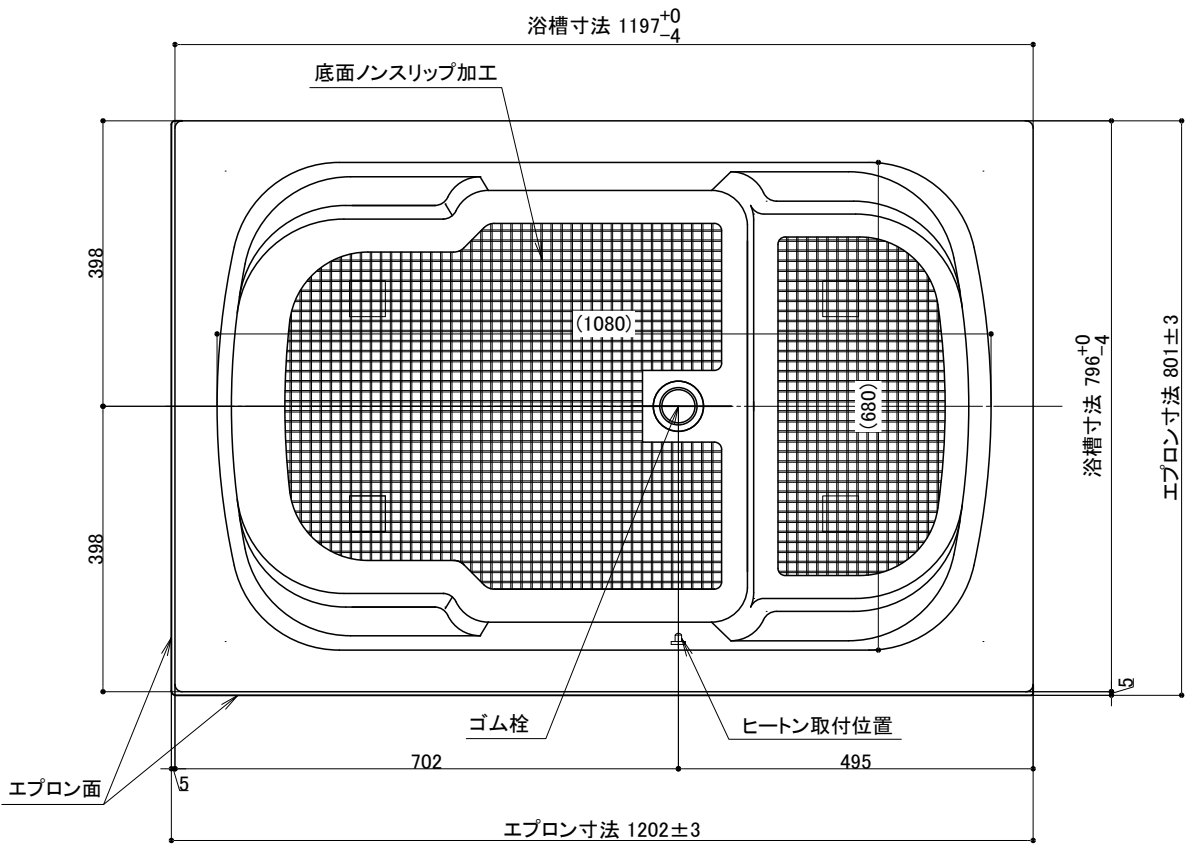 浴槽寸法 1197+0-4
底面ノンスリップ加工
398
(1080)
(680)
浴槽寸法 796+0-4
エプロン寸法 801±3
398
5
ゴム栓
ヒートン取付位置
702
495
エプロン面
5
エプロン寸法 1202±3